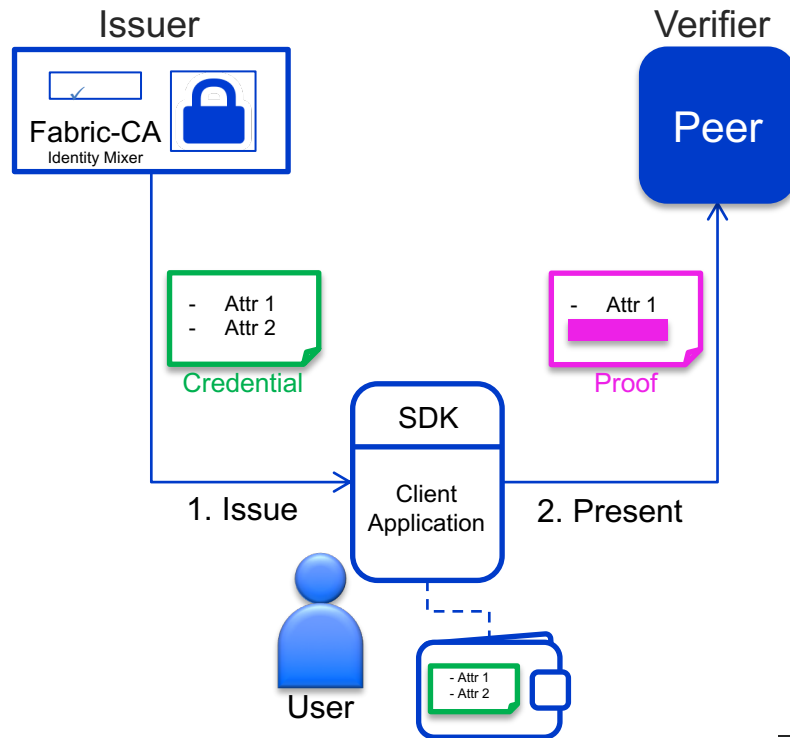 Issuer
Verifier
Fabric-CA
Identity Mixer
Peer
- Attr 1
- Attr 2
Credential
- Attr 1
Proof
SDK
Client
Application
1. Issue
2. Present
User
- Attr 1
- Attr 2